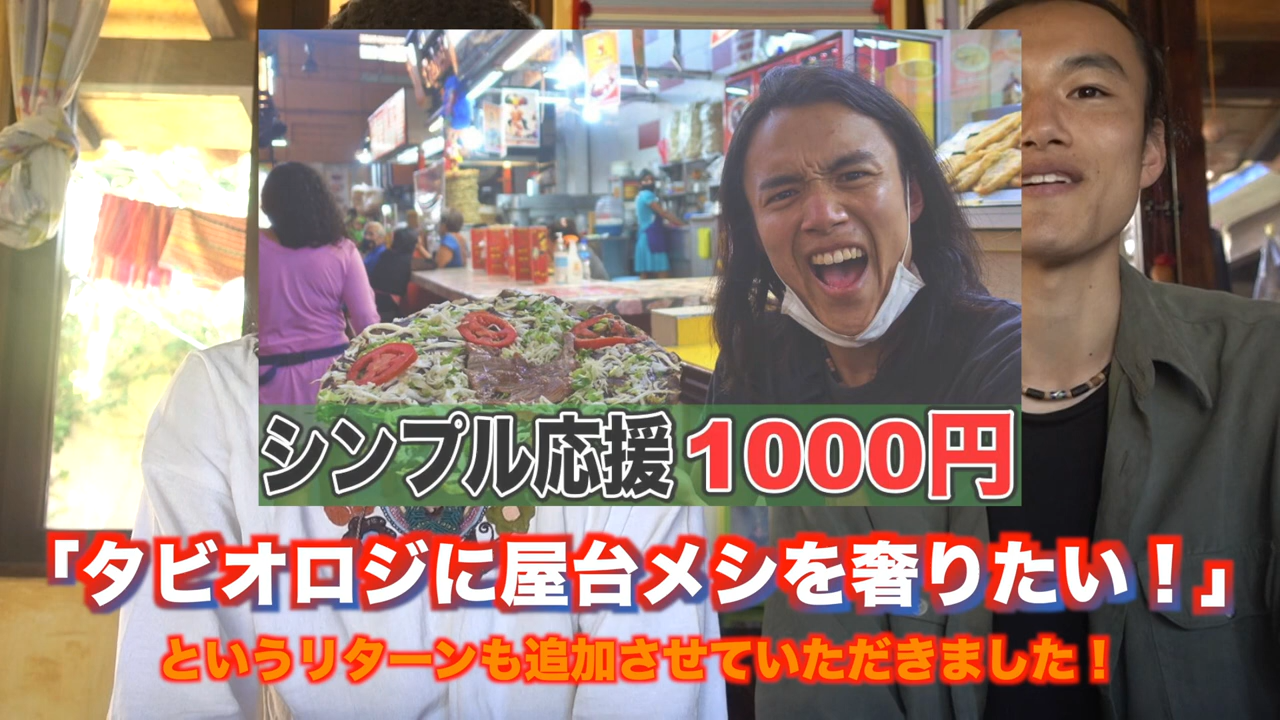 シンプル応援 1000円
「タビオロジに屋台メシを奢りたい！」
というリターンも追加させていただきました！